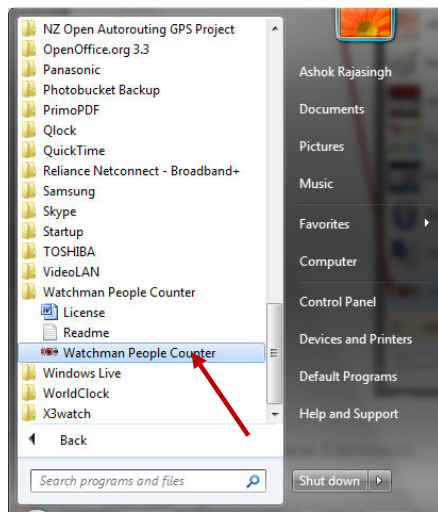 NZ Open Autorouting GPS Project
OpenOffice.org 3.3
Panasonic
Photobucket Backup
PrimoPDF
Qlock
QuickTime
Reliance Netconnect - Broadband+
Samsung
Skype
Startup
TOSHIBA
VideoLAN
Watchman People Counter
License
Readme
Watchman People Counter
Windows Live
WorldClock
X3watch
Back
Search programs and files
Ashok Rajasingh
Documents
Pictures
Music
Favorites
Computer
Control Panel
Devices and Printers
Default Programs
Help and Support
Shut down